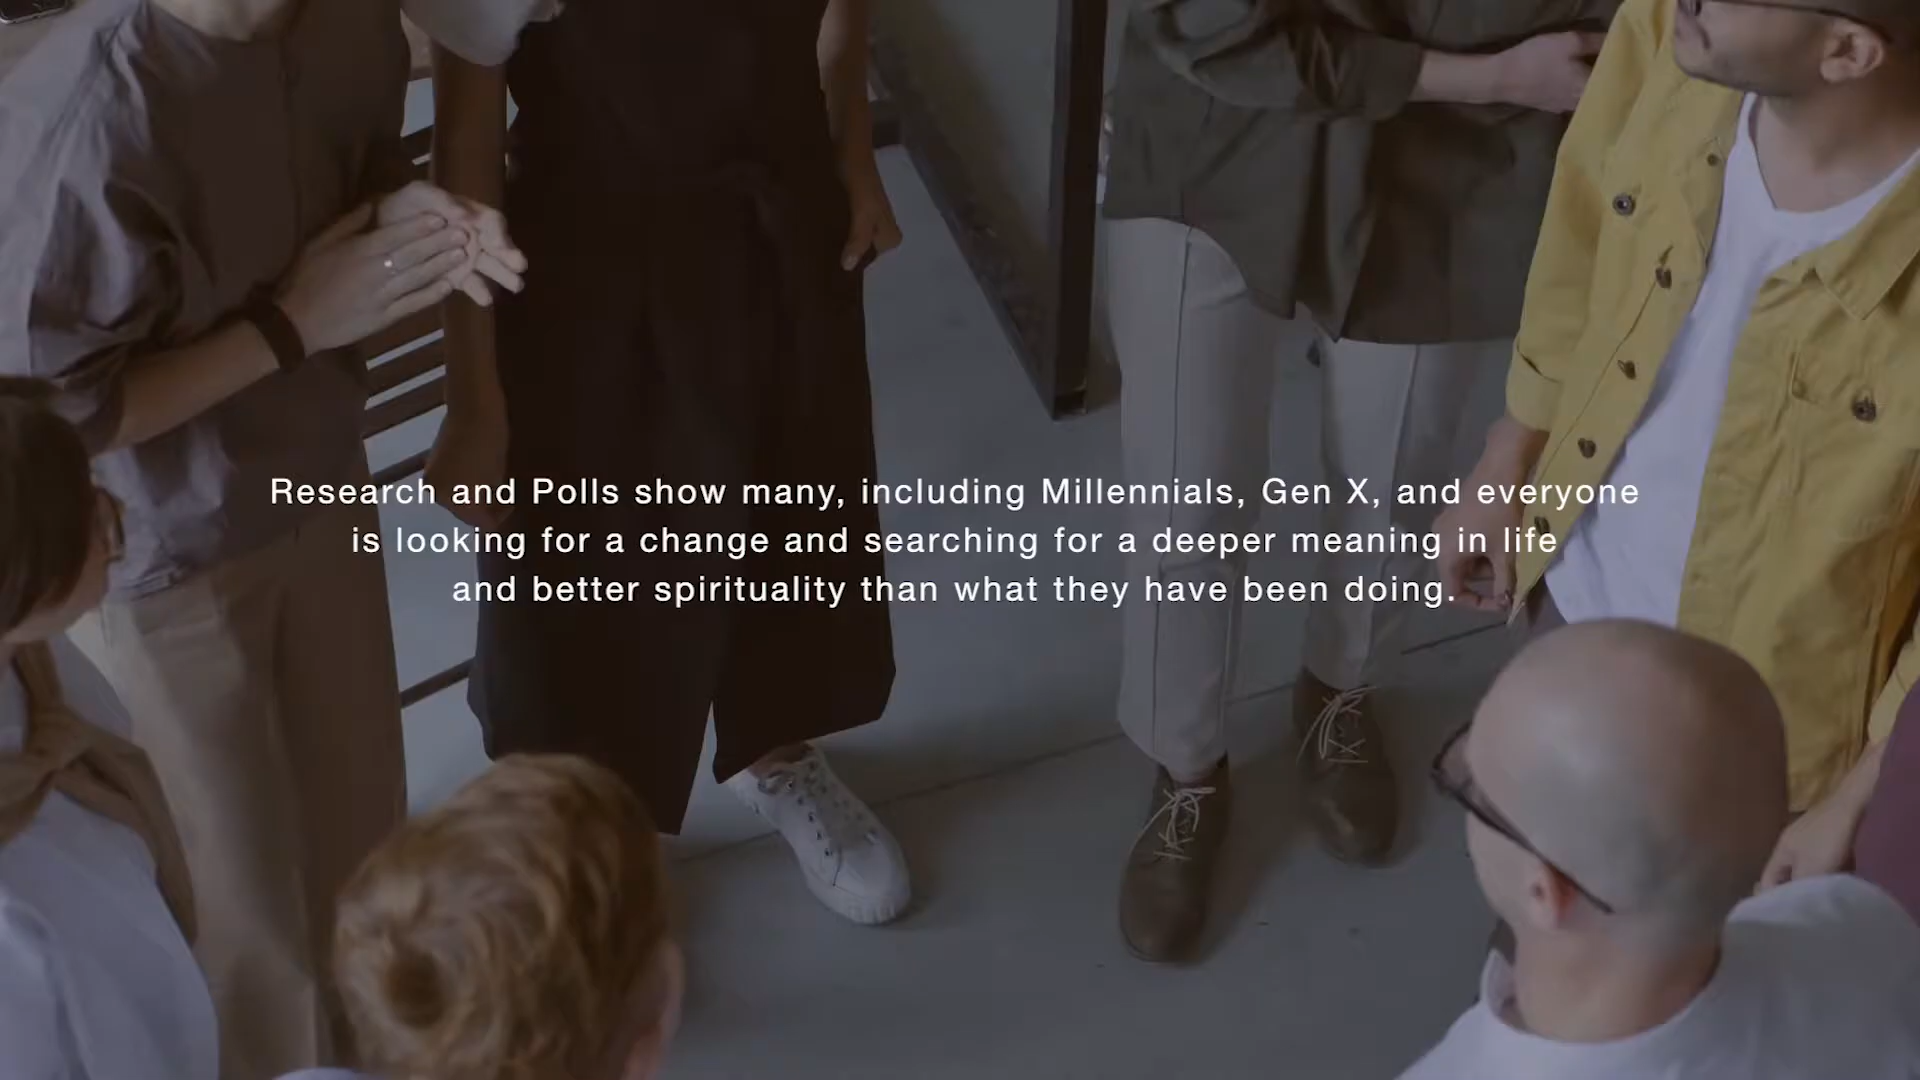 Research and Polls show many, including Millennials, Gen X, and everyone
is looking for a change and searching for a deeper meaning in life
and better spirituality than what they have been doing.